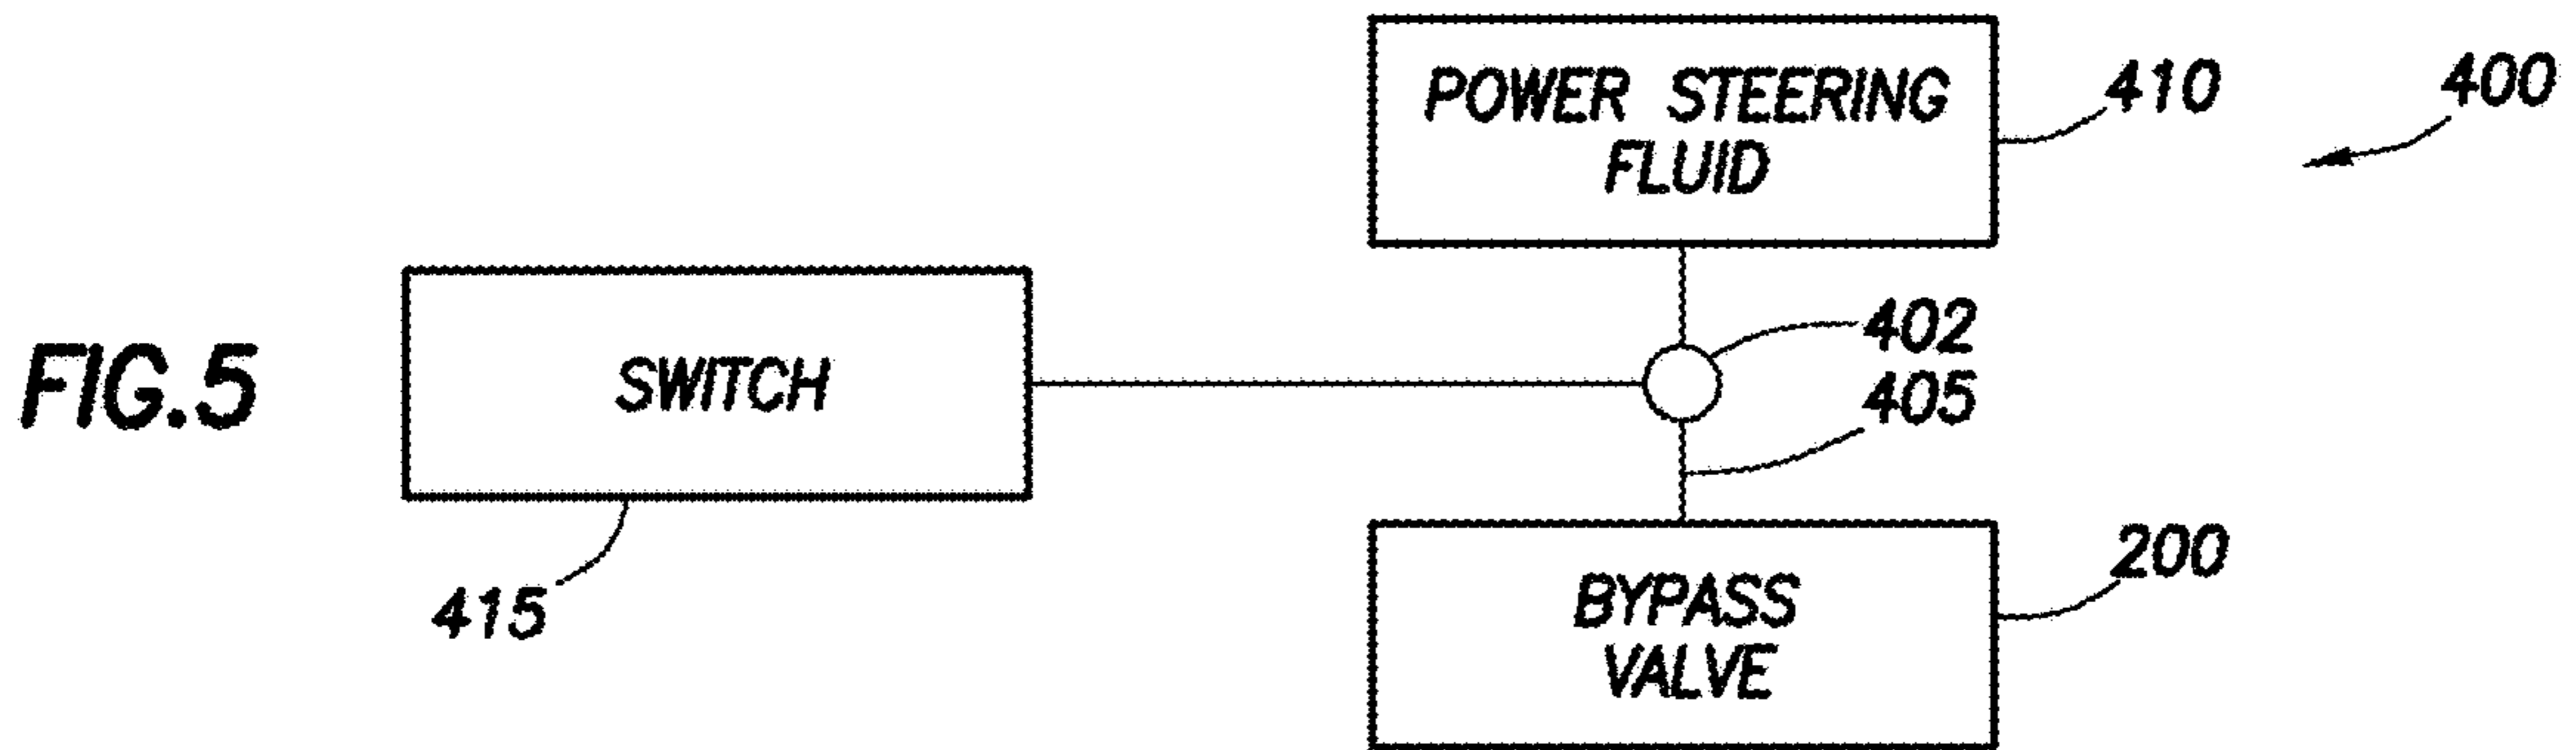 POWER STEERING
FLUID
410
400
402
405
FIG.5
SWITCH
415
BYPASS
VALVE
200